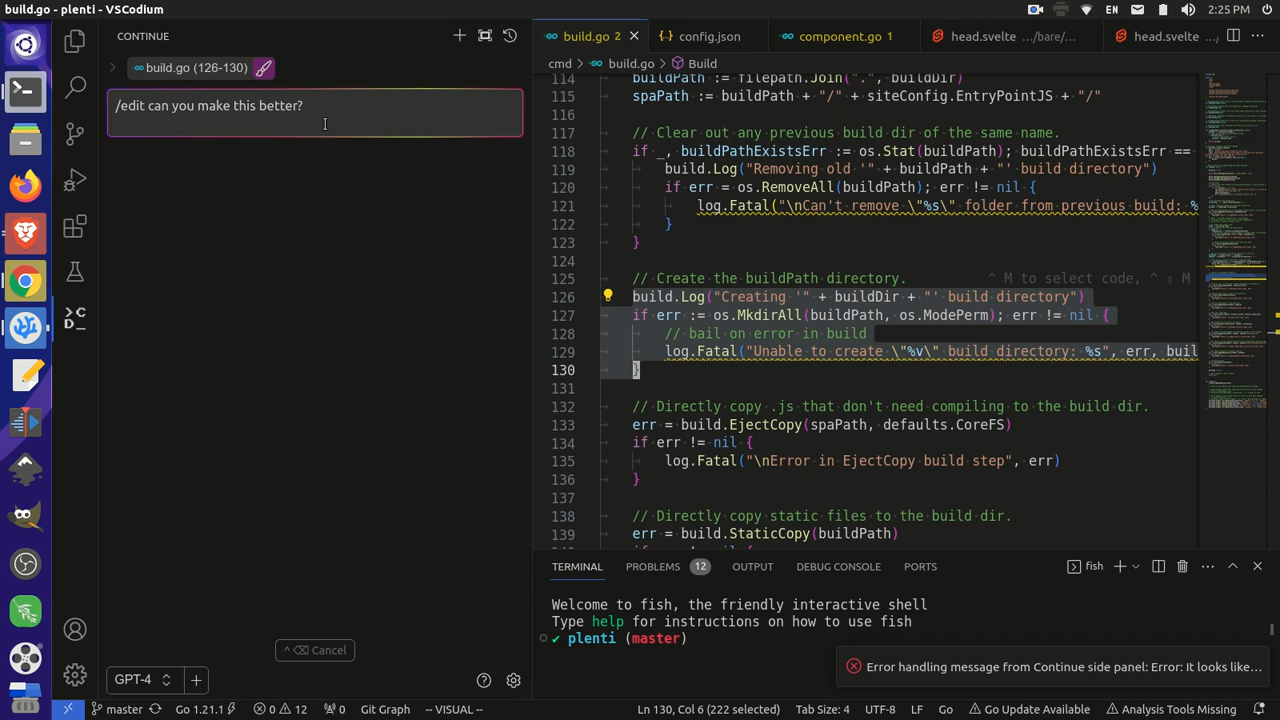 build.go - plenti - VSCodium
EN
2:25 PM
CONTINUE
build.go (126-130)
/edit can you make this better?
^ ⌫ Cancel
GPT-4
build.go 2
config.json
component.go 1
head.svelte .../bare/...
head.svelte
cmd > build.go > Build
114 buildPath := filepath.Join(".", buildDir)
115 spaPath := buildPath + "/" + siteConfig.EntryPointJS + "/"
116
117 // Clear out any previous build dir of the same name.
118 if _, buildPathExistsErr := os.Stat(buildPath); buildPathExistsErr ==
119 build.Log("Removing old '" + buildPath + "' build directory")
120 if err = os.RemoveAll(buildPath); err != nil {
121 log.Fatal("\nCan't remove \"%s\" folder from previous build: %
122 }
123 }
124
125 // Create the buildPath directory. M to select code, ^ M
26 build.Log("Creating '" + buildDir + "' build directory")
127 if err := os.MkdirAll(buildPath, os.ModePerm); err != nil {
128 // bail on error in build
129 log.Fatal("Unable to create \"%v\" build directory: %s", err, buil
130 }
131
132 // Directly copy .js that don't need compiling to the build dir.
133 err = build.EjectCopy(spaPath, defaults.CoreFS)
134 if err != nil {
135 log.Fatal("\nError in EjectCopy build step", err)
136 }
137
138 // Directly copy static files to the build dir.
139 err = build.StaticCopy(buildPath)
TERMINAL
PROBLEMS 12
OUTPUT
DEBUG CONSOLE
PORTS
fish
Welcome to fish, the friendly interactive shell
Type help for instructions on how to use fish
✔ plenti (master)
Error handling message from Continue side panel: Error: It looks like...
master
Go 1.21.1
0 12
0
Git Graph
-- VISUAL --
Ln 130, Col 6 (222 selected)
Tab Size: 4
UTF-8
LF
Go
Go Update Available
Analysis Tools Missing